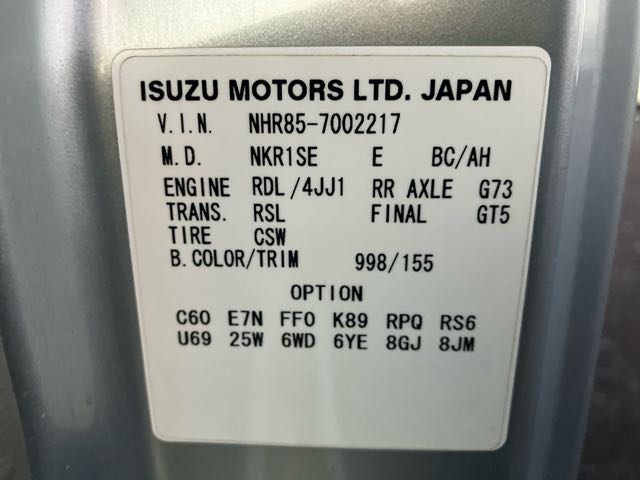 ISUZU MOTORS LTD. JAPAN
V.I.N. NHR85-7002217
M.D. NKR1SE E BC/AH
ENGINE RDL/4JJ1 RR AXLE G73
TRANS. RSL FINAL GT5
TIRE CSW
B.COLOR/TRIM 998/155
OPTION
C60 E7N FF0 K89 RPQ RS6
U69 25W 6WD 6YE 8GJ 8JM